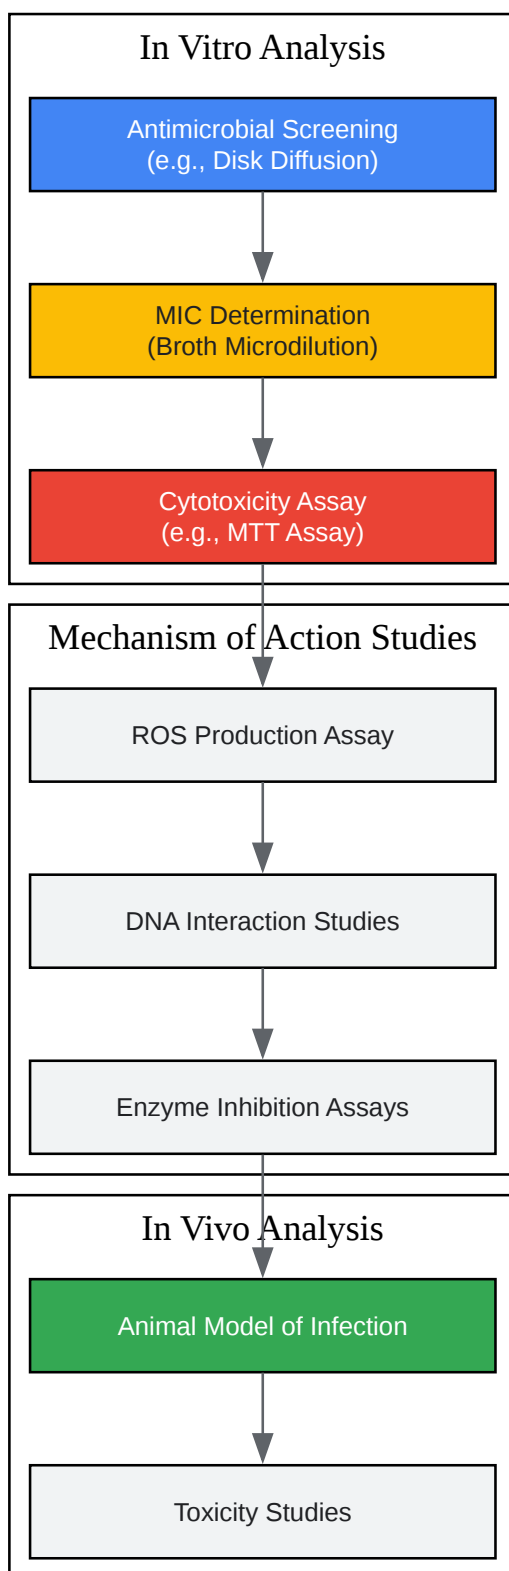 In Vitro Analysis
Antimicrobial Screening
(e.g., Disk Diffusion)
MIC Determination
(Broth Microdilution)
Cytotoxicity Assay
(e.g., MTT Assay)
Mechanism of Action Studies
ROS Production Assay
DNA Interaction Studies
Enzyme Inhibition Assays
In Vivo Analysis
Animal Model of Infection
Toxicity Studies